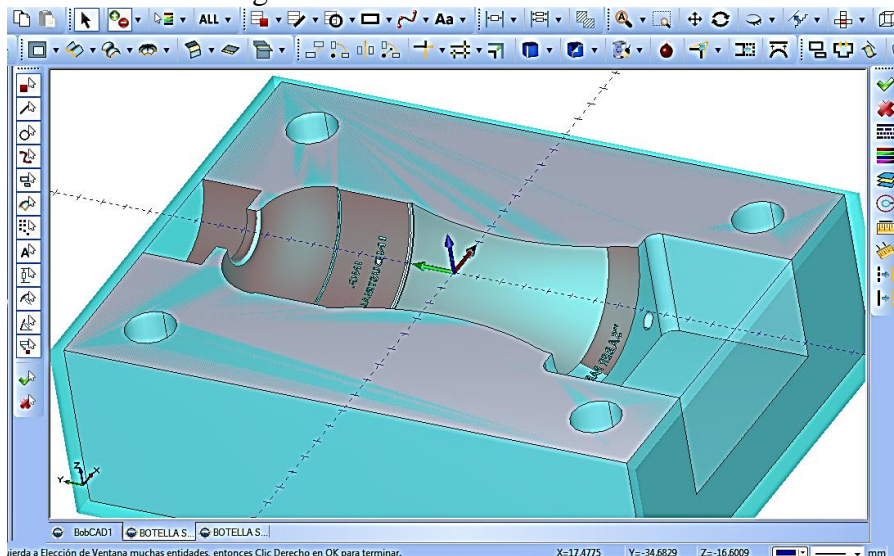 ALL
Aa
A
Z
X
Y
BobCAD1 BOTELLA S... BOTELLA S...
uierda a Elección de Ventana muchas entidades, entonces Clic Derecho en OK para terminar. X=17.4775 Y=-34.6829 Z=-16.6009 mm